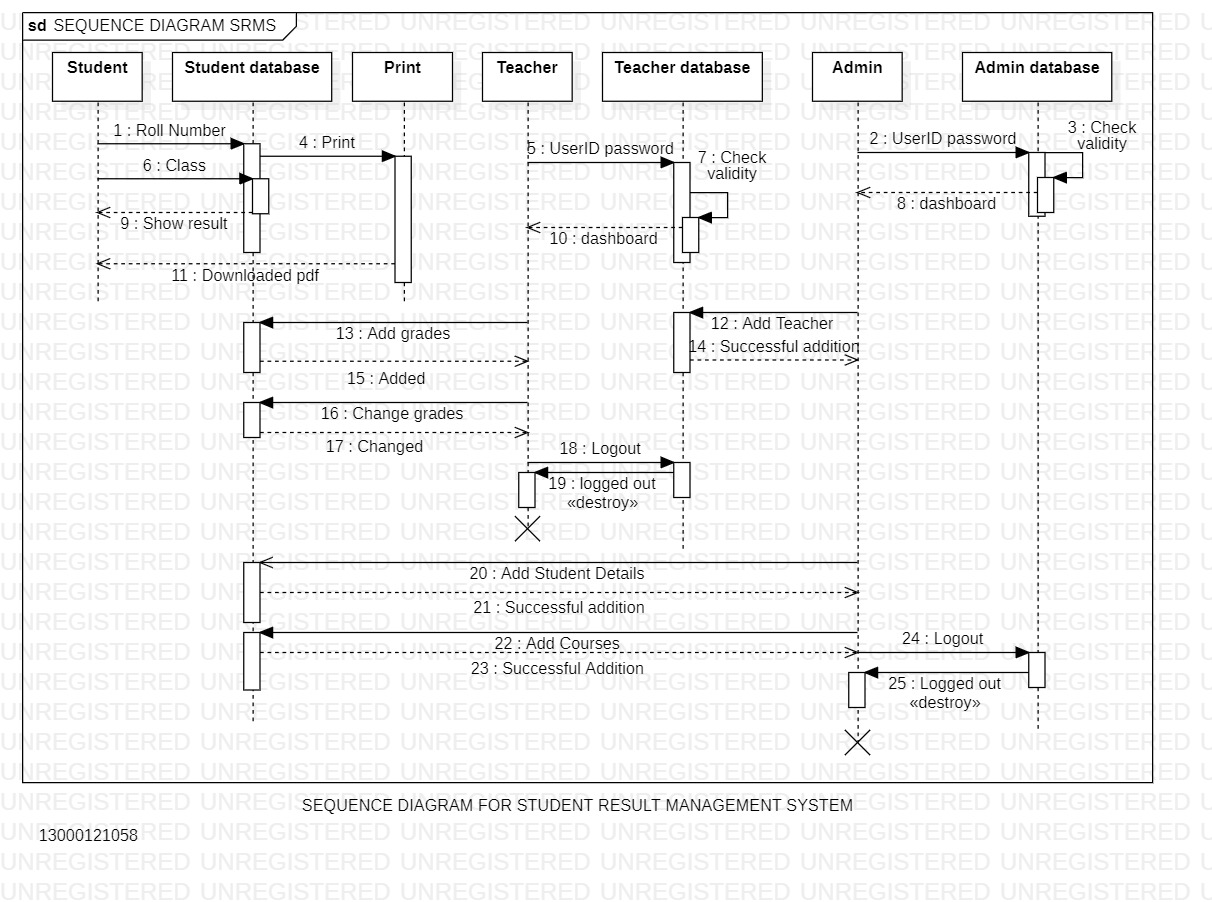 sd SEQUENCE DIAGRAM SRMS
Student
Student database
Print
Teacher
Teacher database
Admin
Admin database
1 : Roll Number
4 : Print
5 : UserID password
2 : UserID password
3 : Check
validity
6 : Class
7 : Check
validity
8 : dashboard
9 : Show result
10 : dashboard
11 : Downloaded pdf
12 : Add Teacher
13 : Add grades
14 : Successful addition
15 : Added
16 : Change grades
17 : Changed
18 : Logout
19 : logged out
«destroy»
20 : Add Student Details
21 : Successful addition
22 : Add Courses
24 : Logout
23 : Successful Addition
25 : Logged out
«destroy»
SEQUENCE DIAGRAM FOR STUDENT RESULT MANAGEMENT SYSTEM
13000121058
UNREGISTERED UNREGISTERED UNREGISTERED UNREGISTERED UNREGISTERED UNREGISTERED